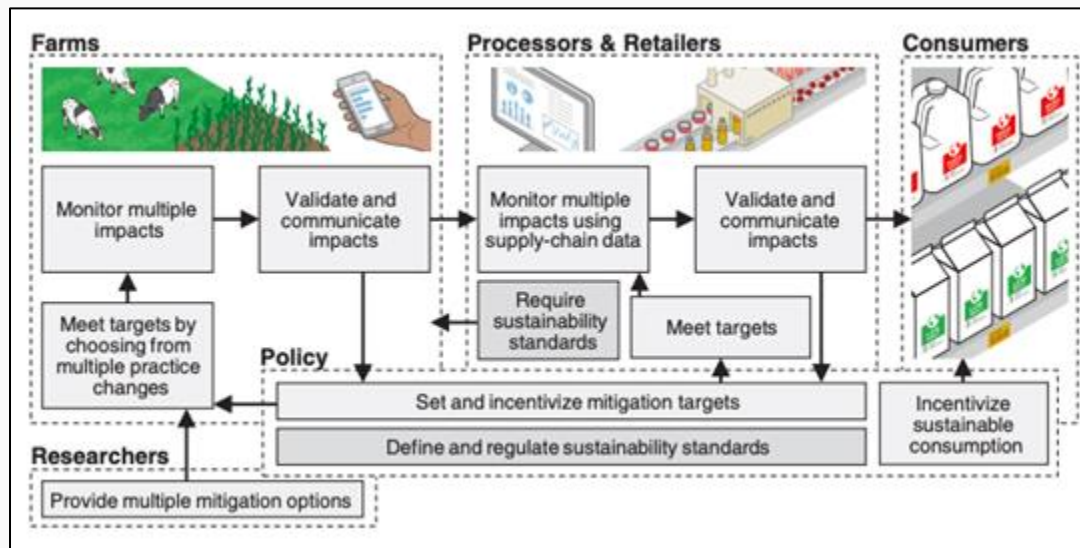 Farms
Processors & Retailers
Consumers
Monitor multiple
impacts
Validate and
communicate
impacts
Monitor multiple
impacts using
supply-chain data
Validate and
communicate
impacts
Meet targets by
choosing from
multiple practice
changes
Require
sustainability
standards
Meet targets
Policy
Set and incentivize mitigation targets
Define and regulate sustainability standards
Incentivize
sustainable
consumption
Researchers
Provide multiple mitigation options